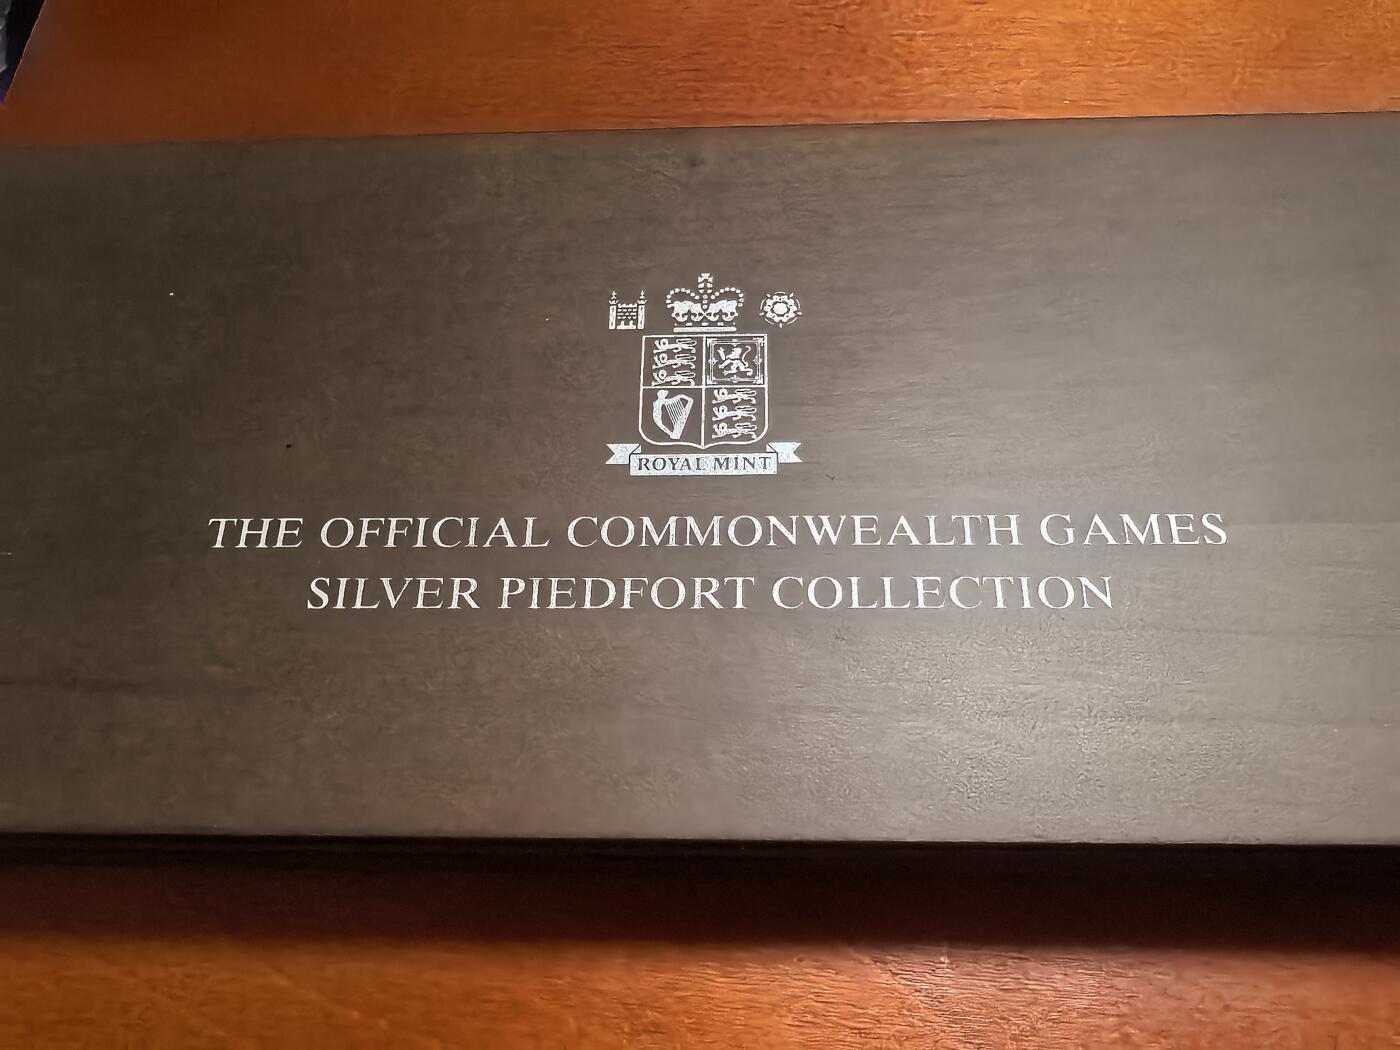 ROYAL MINT
THE OFFICIAL COMMONWEALTH GAMES
SILVER PIEDFORT COLLECTION